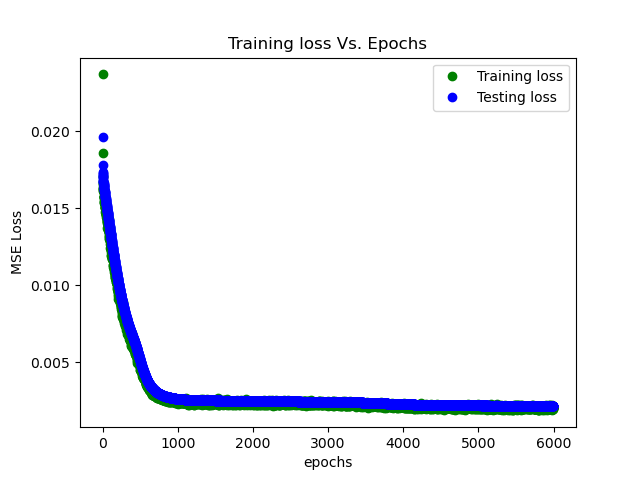 Training loss Vs. Epochs
Training loss
Testing loss
MSE Loss
0.020
0.015
0.010
0.005
0 1000 2000 3000 4000 5000 6000
epochs